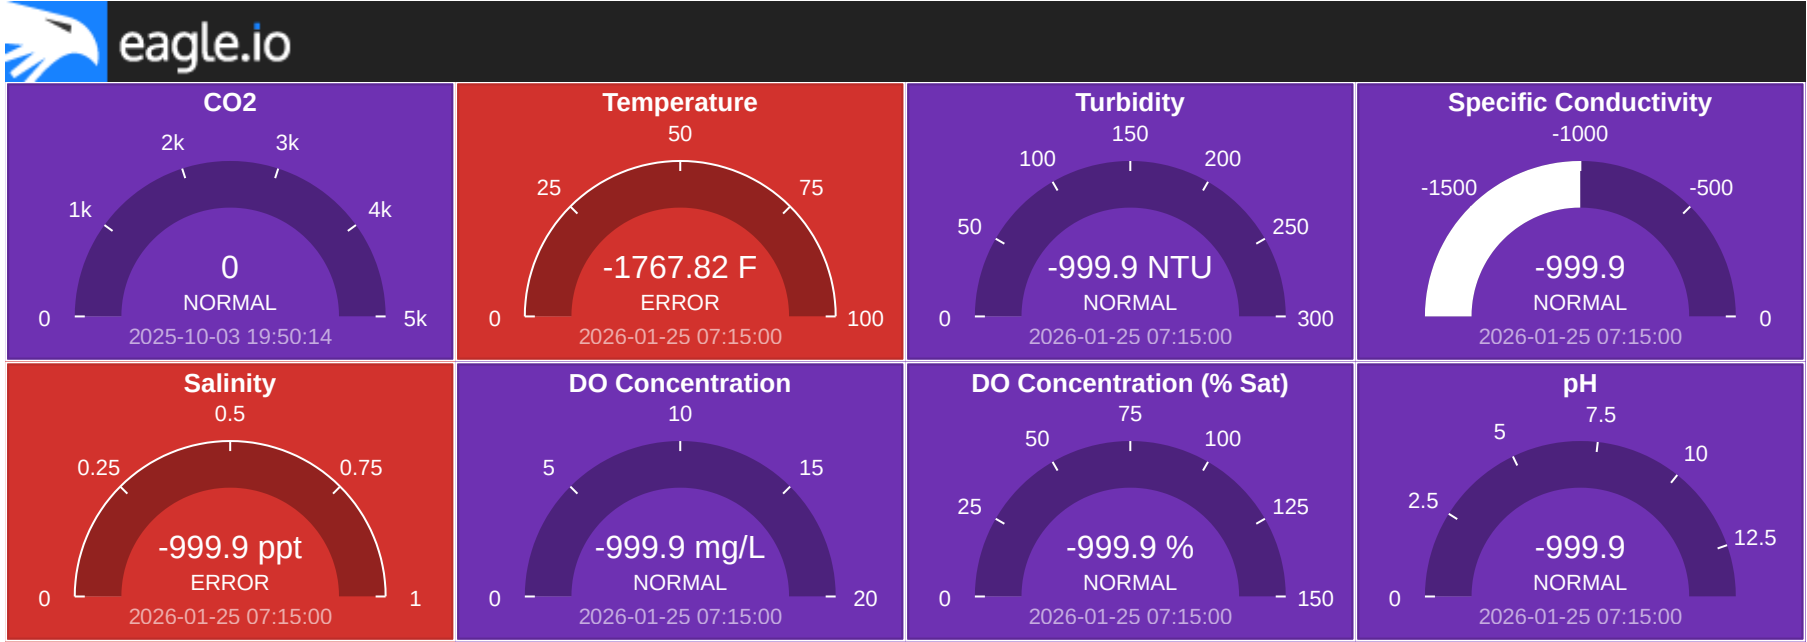 eagle.io
CO2
2k
3k
1k
4k
0
NORMAL
0
5k
2025-10-03 19:50:14
Temperature
50
25
75
-1767.82 F
ERROR
0
100
2026-01-25 07:15:00
Turbidity
150
100
200
50
250
-999.9 NTU
NORMAL
0
300
2026-01-25 07:15:00
Specific Conductivity
-1000
-1500
-500
-999.9
NORMAL
0
2026-01-25 07:15:00
Salinity
0.5
0.25
0.75
-999.9 ppt
ERROR
0
1
2026-01-25 07:15:00
DO Concentration
10
5
15
-999.9 mg/L
NORMAL
0
20
2026-01-25 07:15:00
DO Concentration (% Sat)
75
50
100
25
125
-999.9 %
NORMAL
0
150
2026-01-25 07:15:00
pH
7.5
5
10
2.5
12.5
-999.9
NORMAL
0
2026-01-25 07:15:00